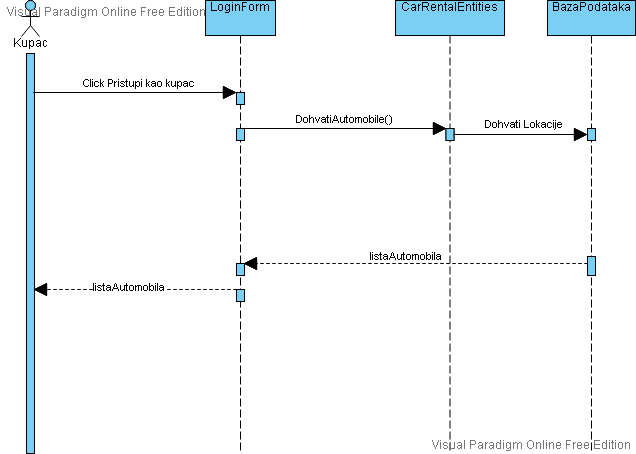 Visual Paradigm Online Free Edition
LoginForm
CarRentalEntities
BazaPodataka
Kupac
Click Pristupi kao kupac
DohvatiAutomobile()
Dohvati Lokacije
listaAutomobila
listaAutomobila
Visual Paradigm Online Free Edition